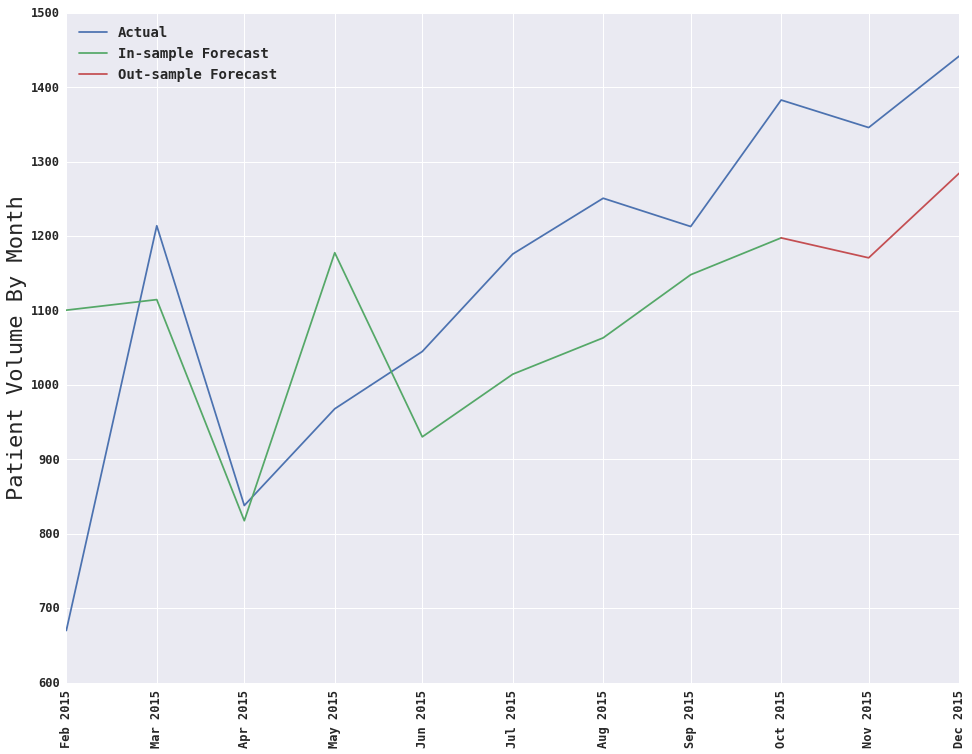 Patient Volume By Month
1500
1400
1300
1200
1100
1000
900
800
700
600
Actual
In-sample Forecast
Out-sample Forecast
Feb 2015
Mar 2015
Apr 2015
May 2015
Jun 2015
Jul 2015
Aug 2015
Sep 2015
Oct 2015
Nov 2015
Dec 2015